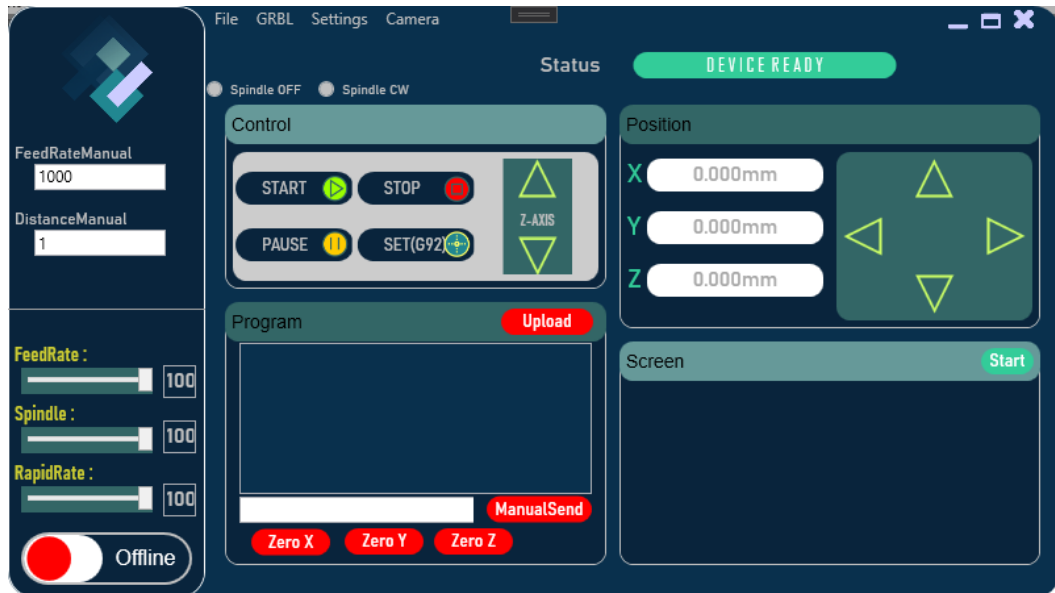 File GRBL Settings Camera
Status DEVICE READY
Spindle OFF Spindle CW
FeedRateManual
1000
DistanceManual
1
FeedRate :
100
Spindle :
100
RapidRate :
100
Offline
Control
START STOP
PAUSE SET(G92)
Z-AXIS
Position
X 0.000mm
Y 0.000mm
Z 0.000mm
Program Upload
ManualSend
Zero X Zero Y Zero Z
Screen Start